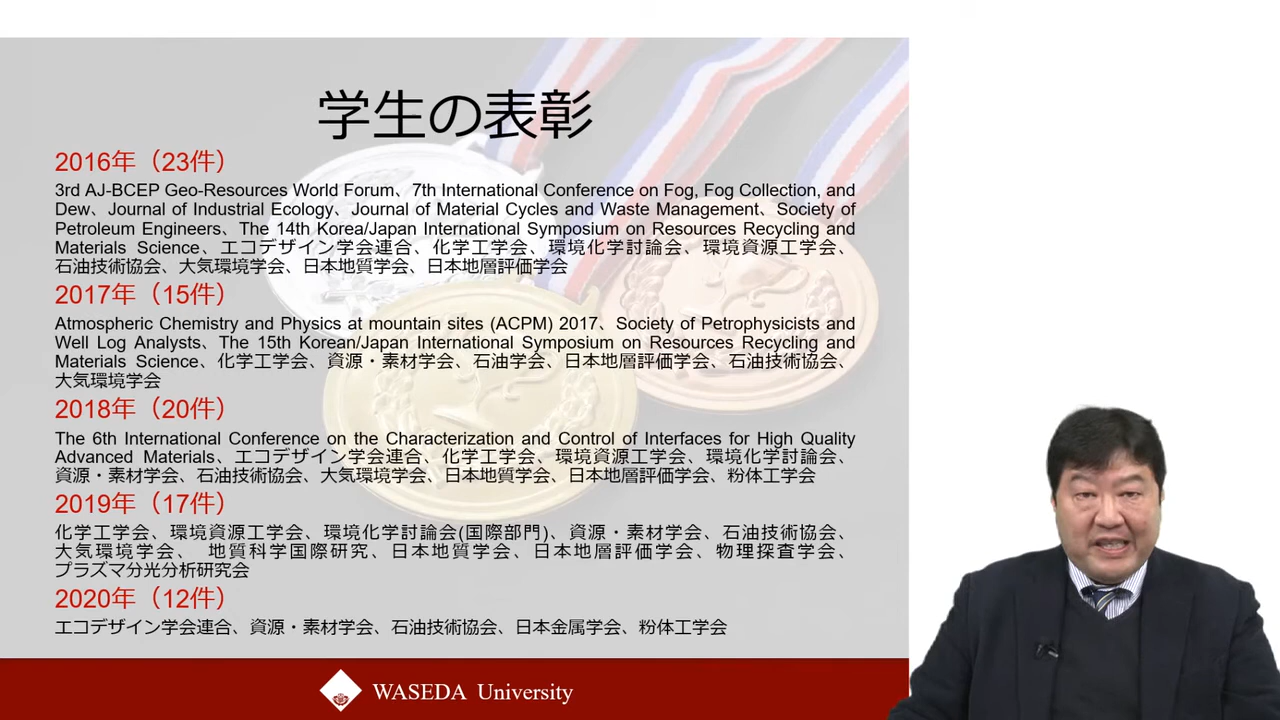 学生の表彰
2016年（23件）
3rd AJ-BCEP Geo-Resources World Forum、7th International Conference on Fog, Fog Collection, and
Dew、Journal of Industrial Ecology、Journal of Material Cycles and Waste Management、Society of
Petroleum Engineers、The 14th Korea/Japan International Symposium on Resources Recycling and
Materials Science、エコデザイン学会連合、化学工学会、環境化学討論会、環境資源工学会、
石油技術協会、大気環境学会、日本地質学会、日本地層評価学会
2017年（15件）
Atmospheric Chemistry and Physics at mountain sites (ACPM) 2017、Society of Petrophysicists and
Well Log Analysts、The 15th Korean/Japan International Symposium on Resources Recycling and
Materials Science、化学工学会、資源・素材学会、石油学会、日本地層評価学会、石油技術協会、
大気環境学会
2018年（20件）
The 6th International Conference on the Characterization and Control of Interfaces for High Quality
Advanced Materials、エコデザイン学会連合、化学工学会、環境資源工学会、環境化学討論会、
資源・素材学会、石油技術協会、大気環境学会、日本地質学会、日本地層評価学会、粉体工学会
2019年（17件）
化学工学会、環境資源工学会、環境化学討論会(国際部門)、資源・素材学会、石油技術協会、
大気環境学会、 地質科学国際研究、日本地質学会、日本地層評価学会、物理探査学会、
プラズマ分光分析研究会
2020年（12件）
エコデザイン学会連合、資源・素材学会、石油技術協会、日本金属学会、粉体工学会
WASEDA University